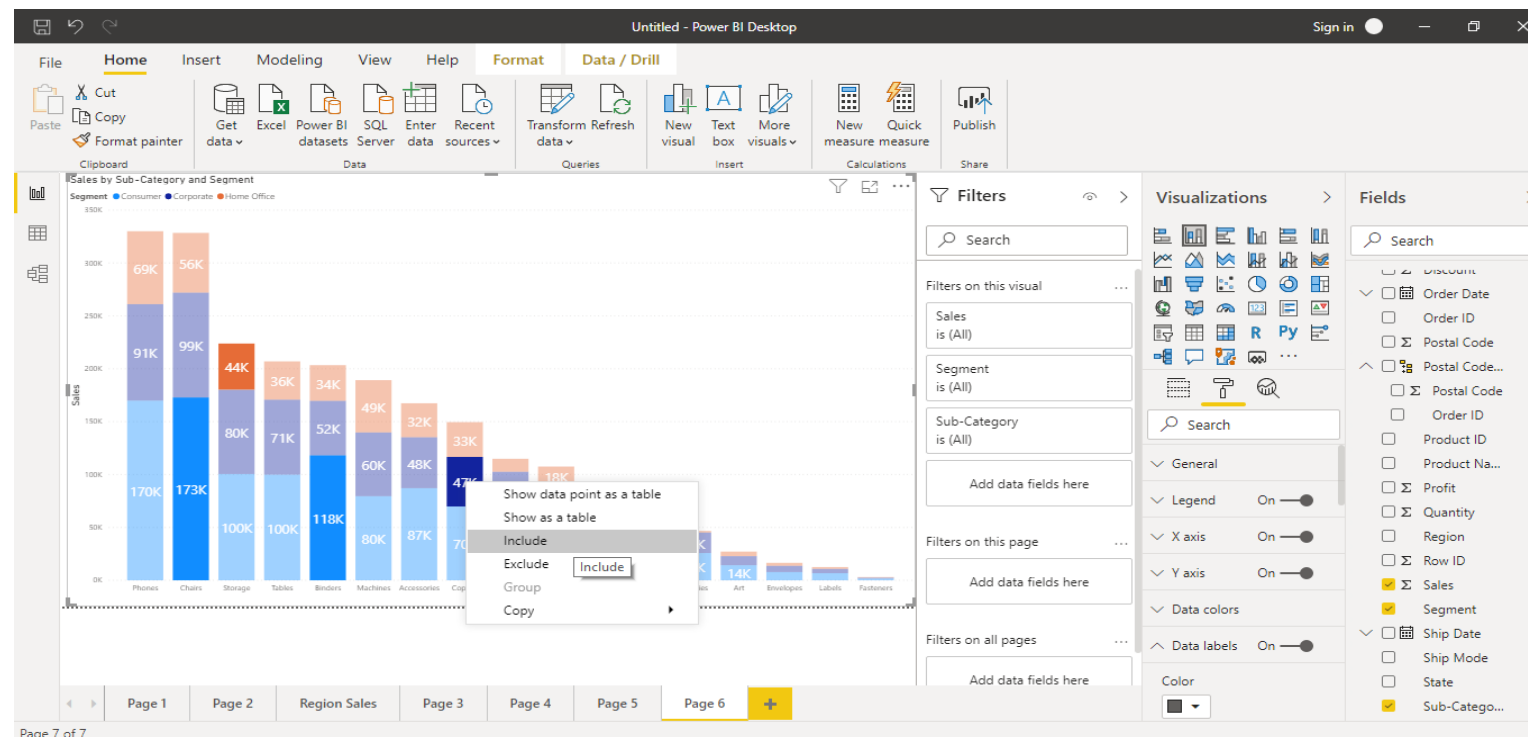 Untitled - Power BI Desktop
Sign in
File Home Insert Modeling View Help Format Data / Drill
Paste
Cut
Copy
Format painter
Get data
Excel
Power BI datasets
SQL Server
Enter data
Recent sources
Transform data
Refresh
New visual
Text box
More visuals
New measure
Quick measure
Publish
Clipboard
Data
Queries
Insert
Calculations
Share
Sales by Sub-Category and Segment
Segment Consumer Corporate Home Office
350K
300K
250K
200K
150K
100K
50K
0K
Sales
69K
91K
170K
56K
99K
173K
44K
80K
100K
36K
71K
100K
34K
52K
118K
49K
60K
80K
32K
48K
87K
33K
18K
14K
Phones Chairs Storage Tables Binders Machines Accessories
Art Envelopes Labels Fasteners
Show data point as a table
Show as a table
Include
Exclude
Include
Group
Copy
Filters
Search
Filters on this visual ...
Sales
is (All)
Segment
is (All)
Sub-Category
is (All)
Add data fields here
Filters on this page ...
Add data fields here
Filters on all pages ...
Add data fields here
Visualizations
123
R
Py
...
Search
General
Legend On
X axis On
Y axis On
Data colors
Data labels On
Color
Fields
Search
Discount
Order Date
Order ID
Σ Postal Code
Postal Code...
Σ Postal Code
Order ID
Product ID
Product Na...
Σ Profit
Σ Quantity
Region
Σ Row ID
Σ Sales
Segment
Ship Date
Ship Mode
State
Sub-Catego...
Page 1 Page 2 Region Sales Page 3 Page 4 Page 5 Page 6 +
Page 7 of 7